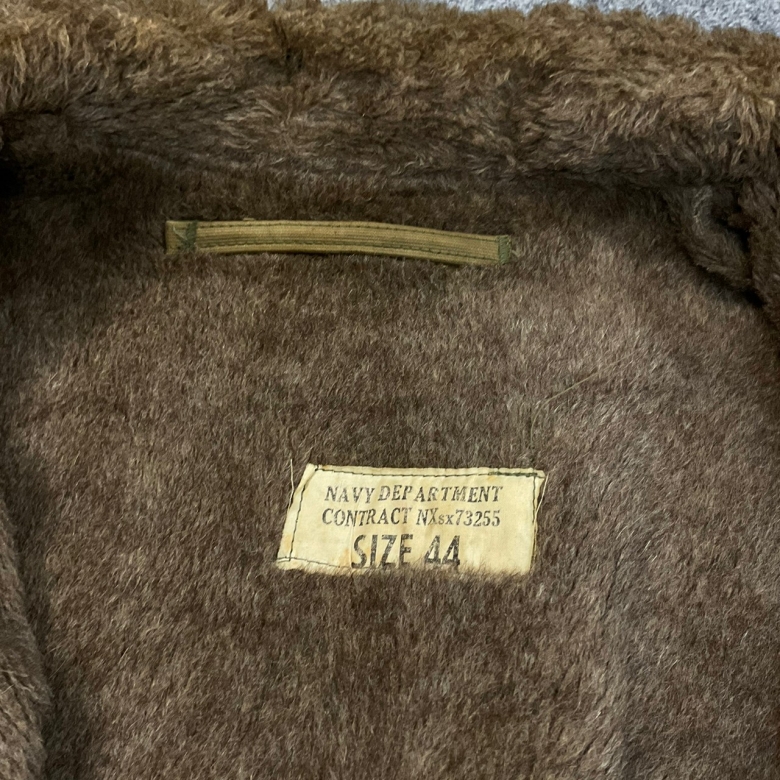 NAVY DEPARTMENT
CONTRACT NXsx73255
SIZE 44